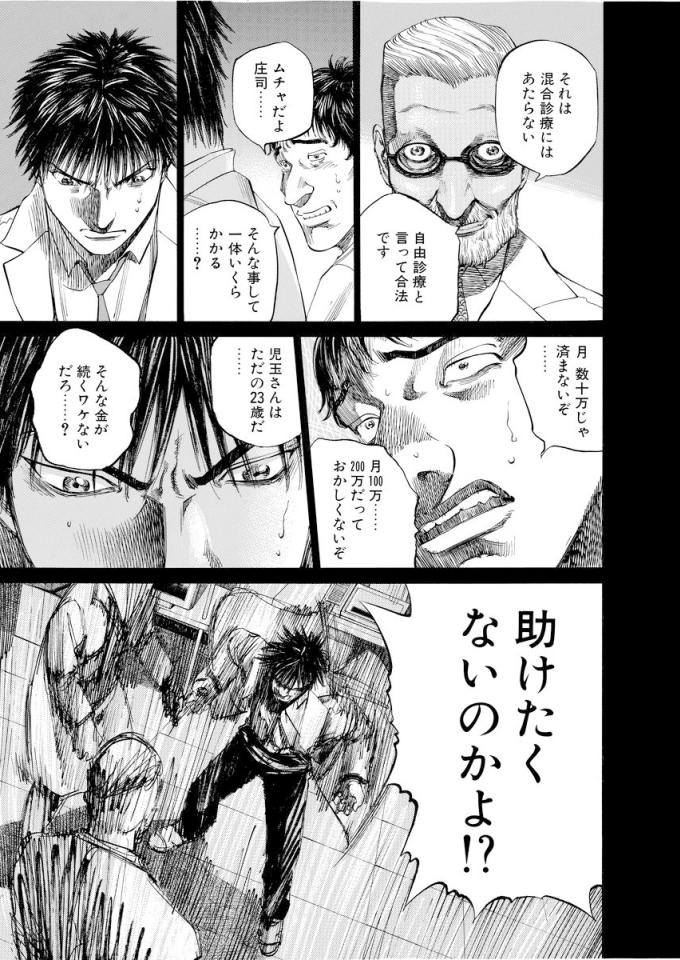 それは
混合診療には
あたらない
自由診療と
言って合法
です
ムチャだよ
庄司……
そんな事して
一体いくら
かかる
……？
月 数十万じゃ
済まないぞ
……
月100万……
200万だって
おかしくないぞ
児玉さんは
ただの23歳だ
そんな金が
続くワケない
だろ……？
助けたく
ないのかよ!?